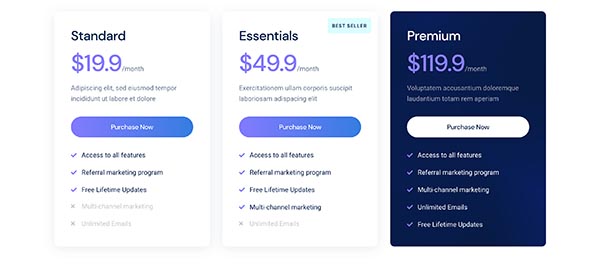 Standard
$19.9/month
Adipiscing elit, sed eiusmod tempor
incididunt ut labore et dolore
Purchase Now
Access to all features
Referral marketing program
Free Lifetime Updates
Multi-channel marketing
Unlimited Emails
BEST SELLER
Essentials
$49.9/month
Exercitationem ullam corporis suscipit
laboriosam adispacing elit
Purchase Now
Access to all features
Referral marketing program
Free Lifetime Updates
Multi-channel marketing
Unlimited Emails
Premium
$119.9/month
Voluptatem accusantium doloremque
laudantium totam rem aperiam
Purchase Now
Access to all features
Referral marketing program
Multi-channel marketing
Unlimited Emails
Free Lifetime Updates